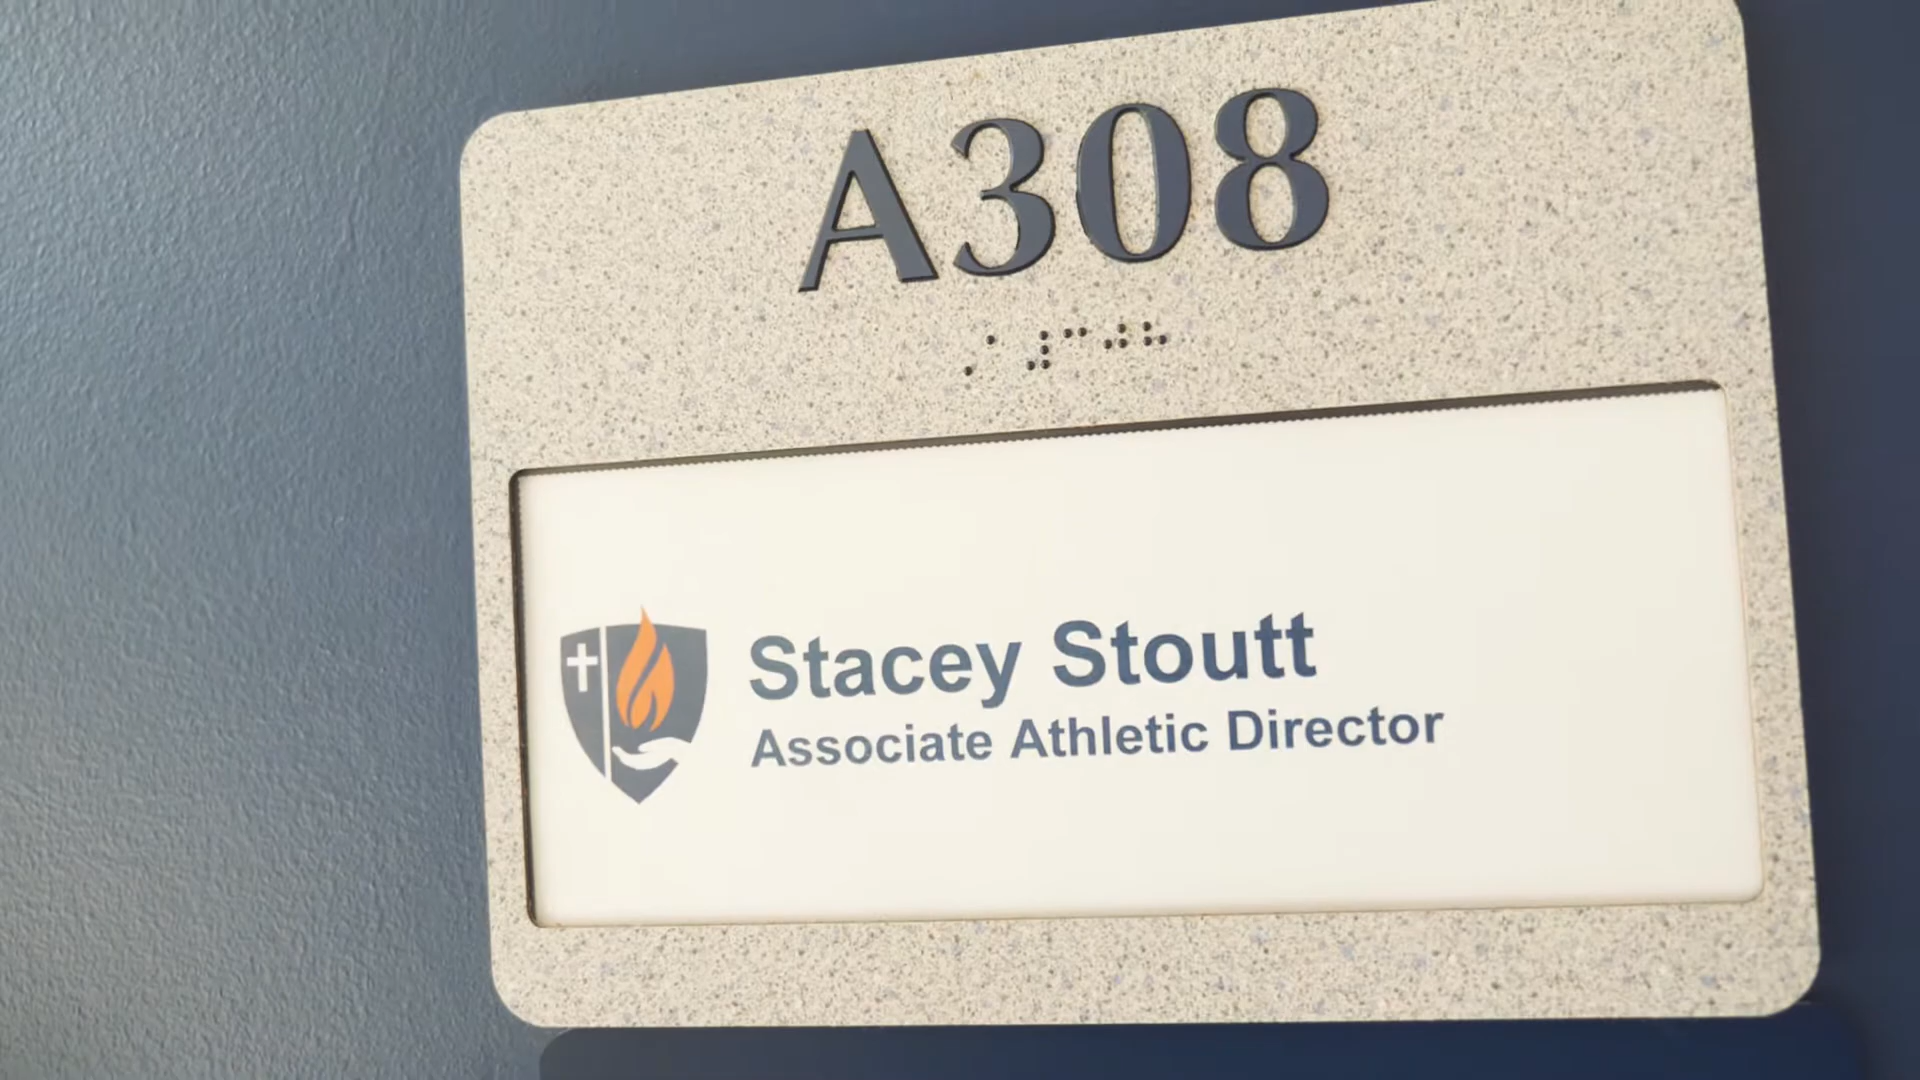 A308
⠠⠁⠼⠉⠚⠓
Stacey Stoutt
Associate Athletic Director